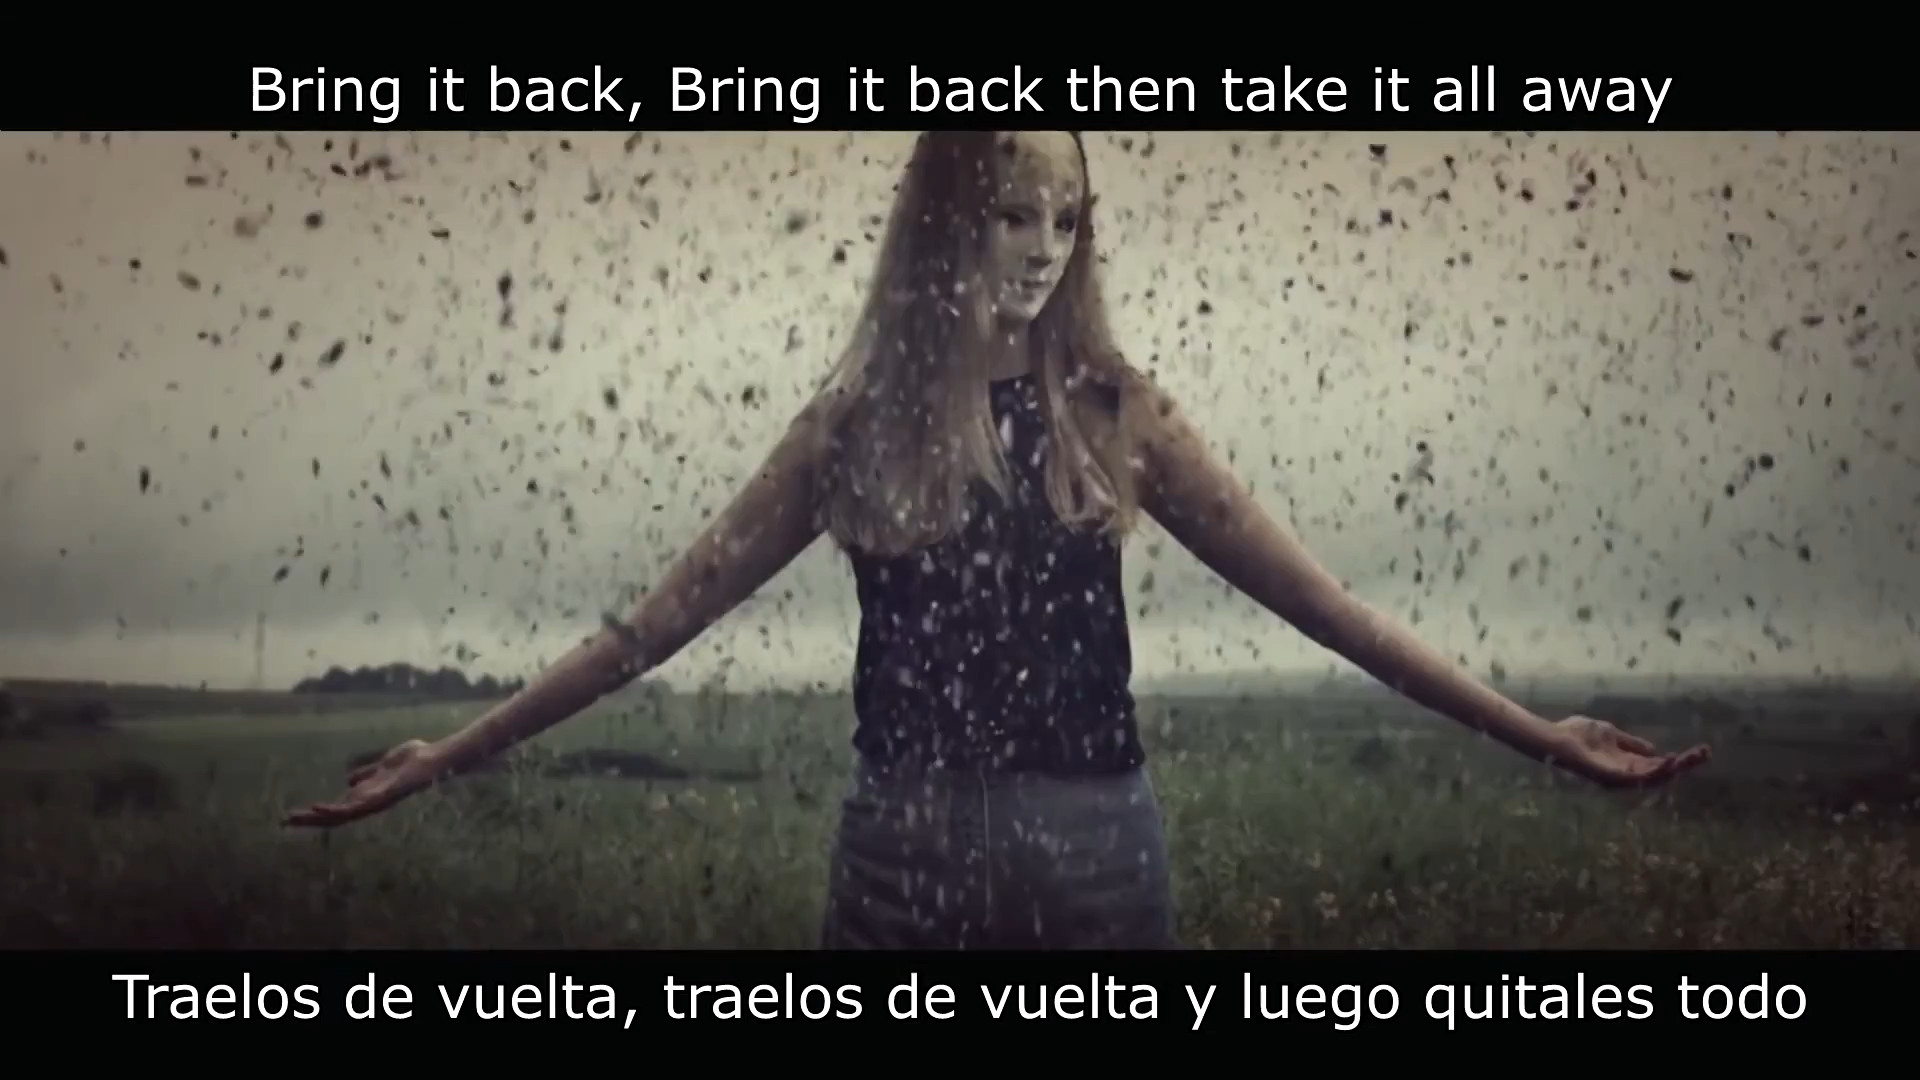 Bring it back, Bring it back then take it all away
Traelos de vuelta, traelos de vuelta y luego quitales todo